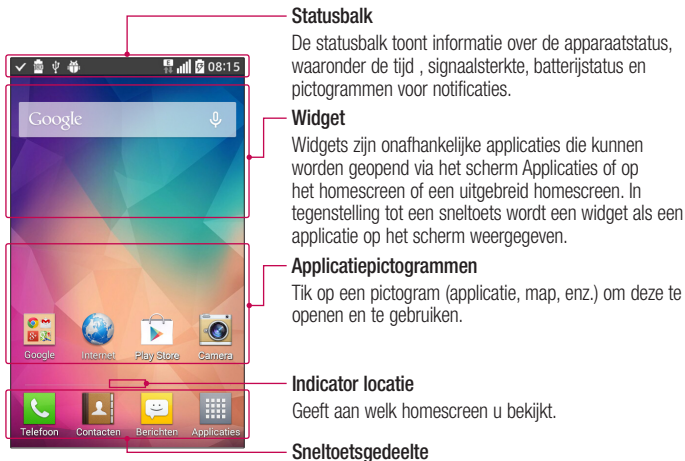 Statusbalk
De statusbalk toont informatie over de apparaatstatus,
waaronder de tijd , signaalsterkte, batterijstatus en
pictogrammen voor notificaties.
08:15
Google
Widget
Widgets zijn onafhankelijke applicaties die kunnen
worden geopend via het scherm Applicaties of op
het homescreen of een uitgebreid homescreen. In
tegenstelling tot een sneltoets wordt een widget als een
applicatie op het scherm weergegeven.
Applicatiepictogrammen
Tik op een pictogram (applicatie, map, enz.) om deze te
openen en te gebruiken.
Google Internet Play Store Camera
Indicator locatie
Geeft aan welk homescreen u bekijkt.
Telefoon Contacten Berichten Applicaties
Sneltoetsgedeelte